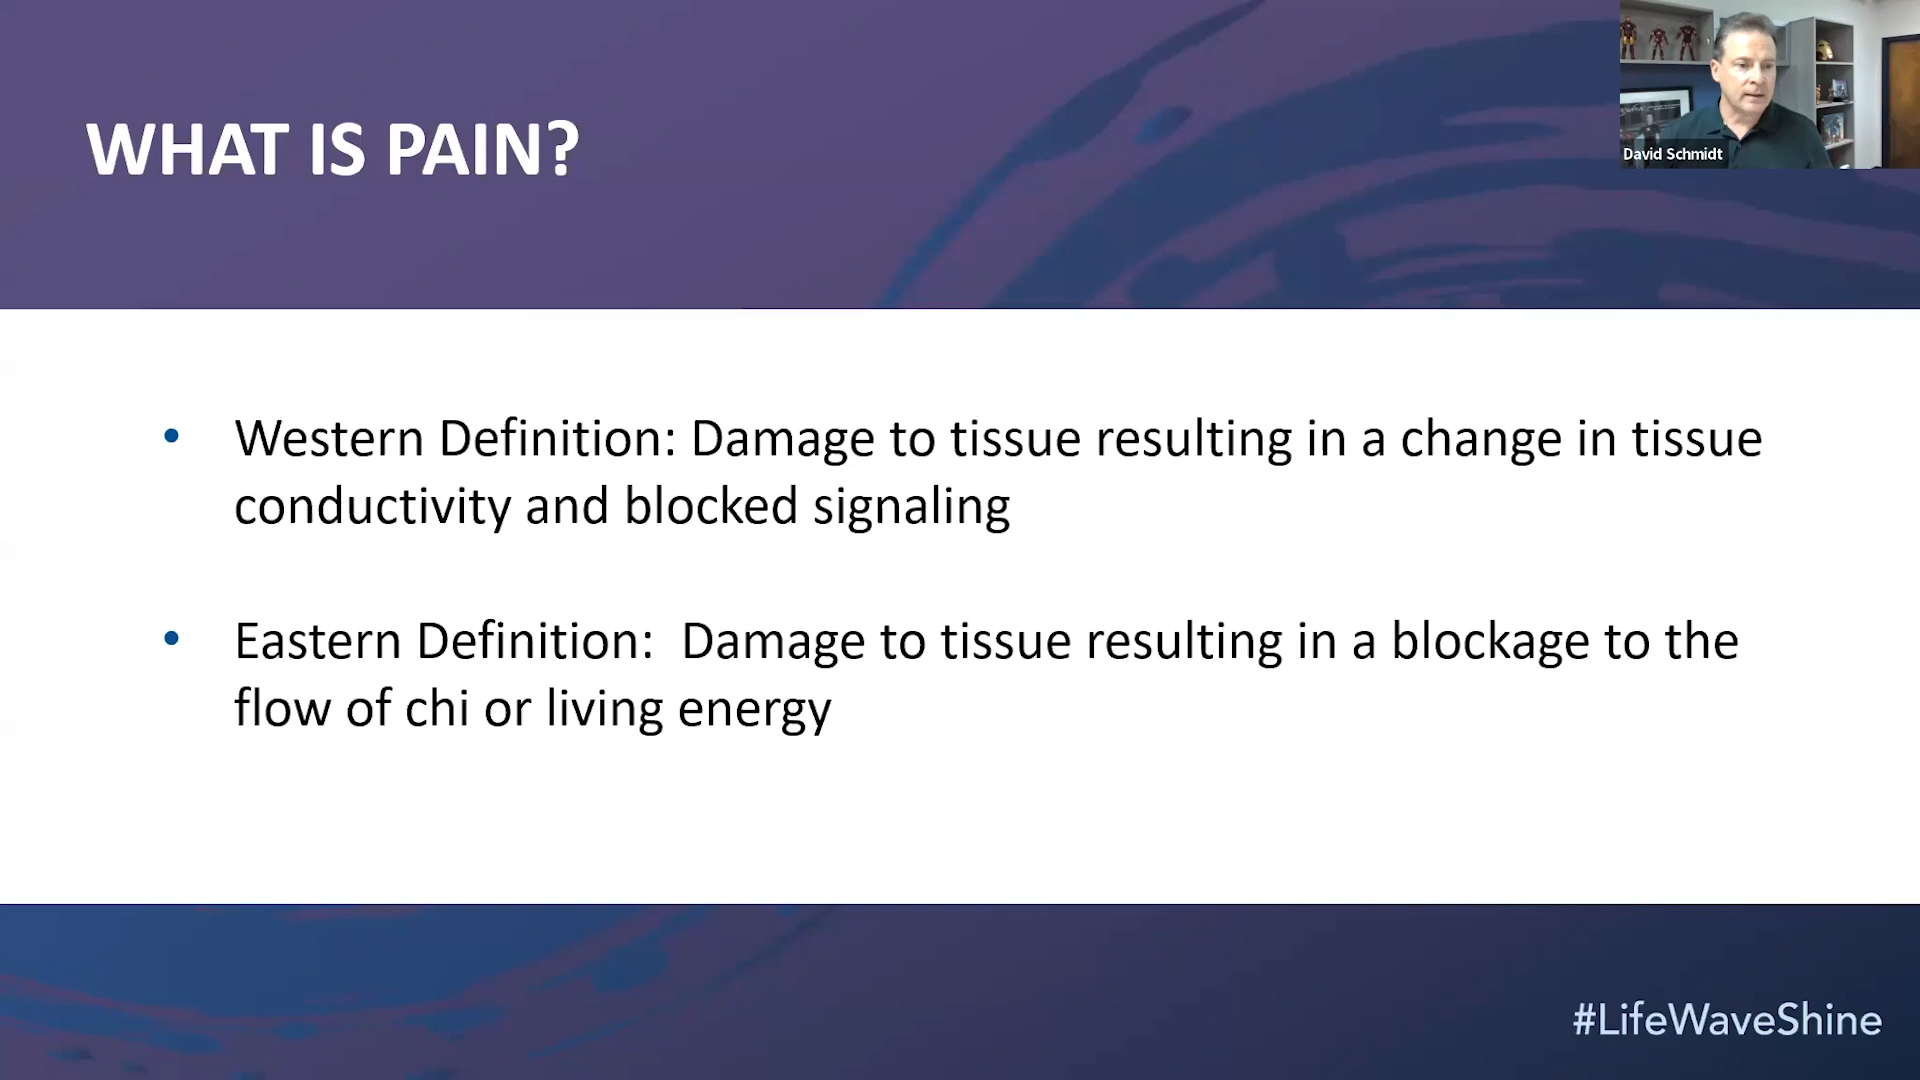 WHAT IS PAIN?
David Schmidt
• Western Definition: Damage to tissue resulting in a change in tissue
conductivity and blocked signaling
• Eastern Definition:  Damage to tissue resulting in a blockage to the
flow of chi or living energy
#LifeWaveShine